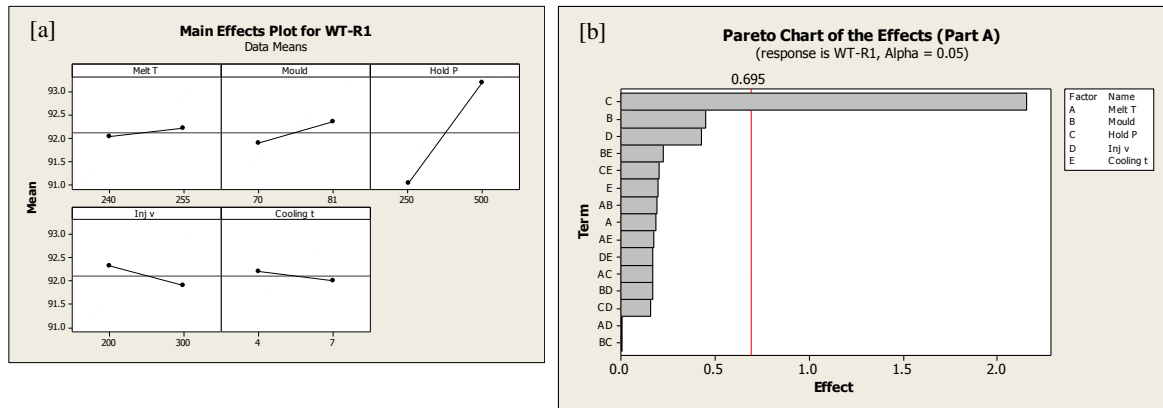 [a]
Main Effects Plot for WT-R1
Data Means
Melt T Mould Hold P
93.0
92.5
92.0
91.5
91.0
240 255 70 81 250 500
Mean
Inj v Cooling t
93.0
92.5
92.0
91.5
91.0
200 300 4 7
[b]
Pareto Chart of the Effects (Part A)
(response is WT-R1, Alpha = 0.05)
0.695
Term
C
B
D
BE
CE
E
AB
A
AE
DE
AC
BD
CD
AD
BC
0.0 0.5 1.0 1.5 2.0
Effect
Factor Name
A Melt T
B Mould
C Hold P
D Inj v
E Cooling t